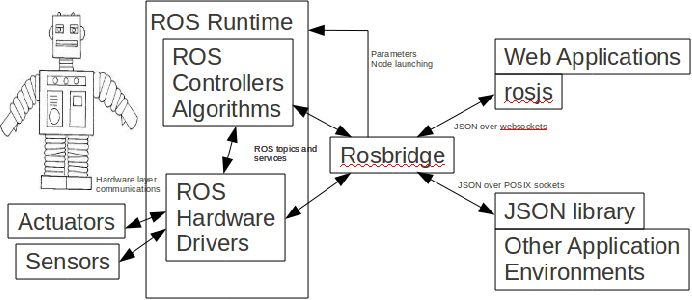 ROS Runtime
ROS
Controllers
Algorithms
Parameters
Node launching
Web Applications
rosjs
JSON over websockets
ROS topics and
services
Rosbridge
Hardware layer
communications
ROS
Hardware
Drivers
JSON over POSIX sockets
Actuators
Sensors
JSON library
Other Application
Environments